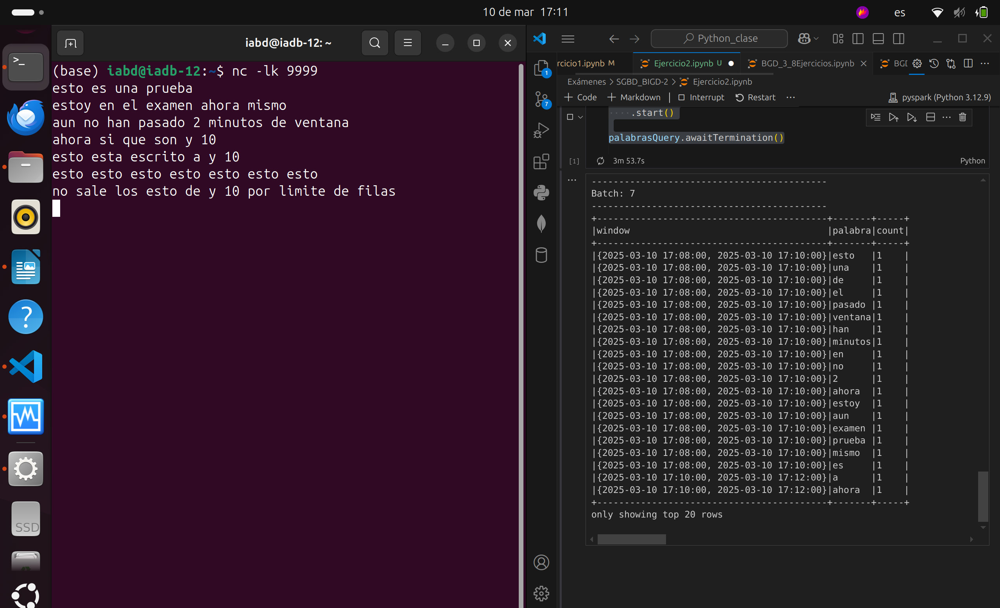 10 de mar 17:11
es
iabd@iadb-12: ~
(base) iabd@iadb-12:~$ nc -lk 9999
esto es una prueba
estoy en el examen ahora mismo
aun no han pasado 2 minutos de ventana
ahora si que son y 10
esto esta escrito a y 10
esto esto esto esto esto esto esto
no sale los esto de y 10 por limite de filas
SSD
Python_clase
rcicio1.ipynb M
Ejercicio2.ipynb U
BGD_3_8Ejercicios.ipynb
BGD
1
7
Exámenes > SGBD_BIGD-2 > Ejercicio2.ipynb
+ Code + Markdown | Interrupt Restart ···
pyspark (Python 3.12.9)
.start()
palabrasQuery.awaitTermination()
[1] 3m 53.7s Python
-------------------------------------------
Batch: 7
-------------------------------------------
+------------------------------------------+-------+-----+
|window                                    |palabra|count|
+------------------------------------------+-------+-----+
|{2025-03-10 17:08:00, 2025-03-10 17:10:00}|esto   |1    |
|{2025-03-10 17:08:00, 2025-03-10 17:10:00}|una    |1    |
|{2025-03-10 17:08:00, 2025-03-10 17:10:00}|de     |1    |
|{2025-03-10 17:08:00, 2025-03-10 17:10:00}|el     |1    |
|{2025-03-10 17:08:00, 2025-03-10 17:10:00}|pasado |1    |
|{2025-03-10 17:08:00, 2025-03-10 17:10:00}|ventana|1    |
|{2025-03-10 17:08:00, 2025-03-10 17:10:00}|han    |1    |
|{2025-03-10 17:08:00, 2025-03-10 17:10:00}|minutos|1    |
|{2025-03-10 17:08:00, 2025-03-10 17:10:00}|en     |1    |
|{2025-03-10 17:08:00, 2025-03-10 17:10:00}|no     |1    |
|{2025-03-10 17:08:00, 2025-03-10 17:10:00}|2      |1    |
|{2025-03-10 17:08:00, 2025-03-10 17:10:00}|ahora  |1    |
|{2025-03-10 17:08:00, 2025-03-10 17:10:00}|estoy  |1    |
|{2025-03-10 17:08:00, 2025-03-10 17:10:00}|aun    |1    |
|{2025-03-10 17:08:00, 2025-03-10 17:10:00}|examen |1    |
|{2025-03-10 17:08:00, 2025-03-10 17:10:00}|prueba |1    |
|{2025-03-10 17:08:00, 2025-03-10 17:10:00}|mismo  |1    |
|{2025-03-10 17:08:00, 2025-03-10 17:10:00}|es     |1    |
|{2025-03-10 17:10:00, 2025-03-10 17:12:00}|a      |1    |
|{2025-03-10 17:10:00, 2025-03-10 17:12:00}|ahora  |1    |
+------------------------------------------+-------+-----+
only showing top 20 rows